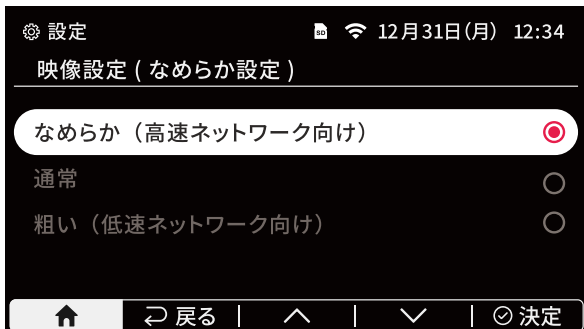 設定 SD 12月31日(月) 12:34
映像設定 ( なめらか設定 )
なめらか（高速ネットワーク向け）
通常
粗い（低速ネットワーク向け）
戻る 決定